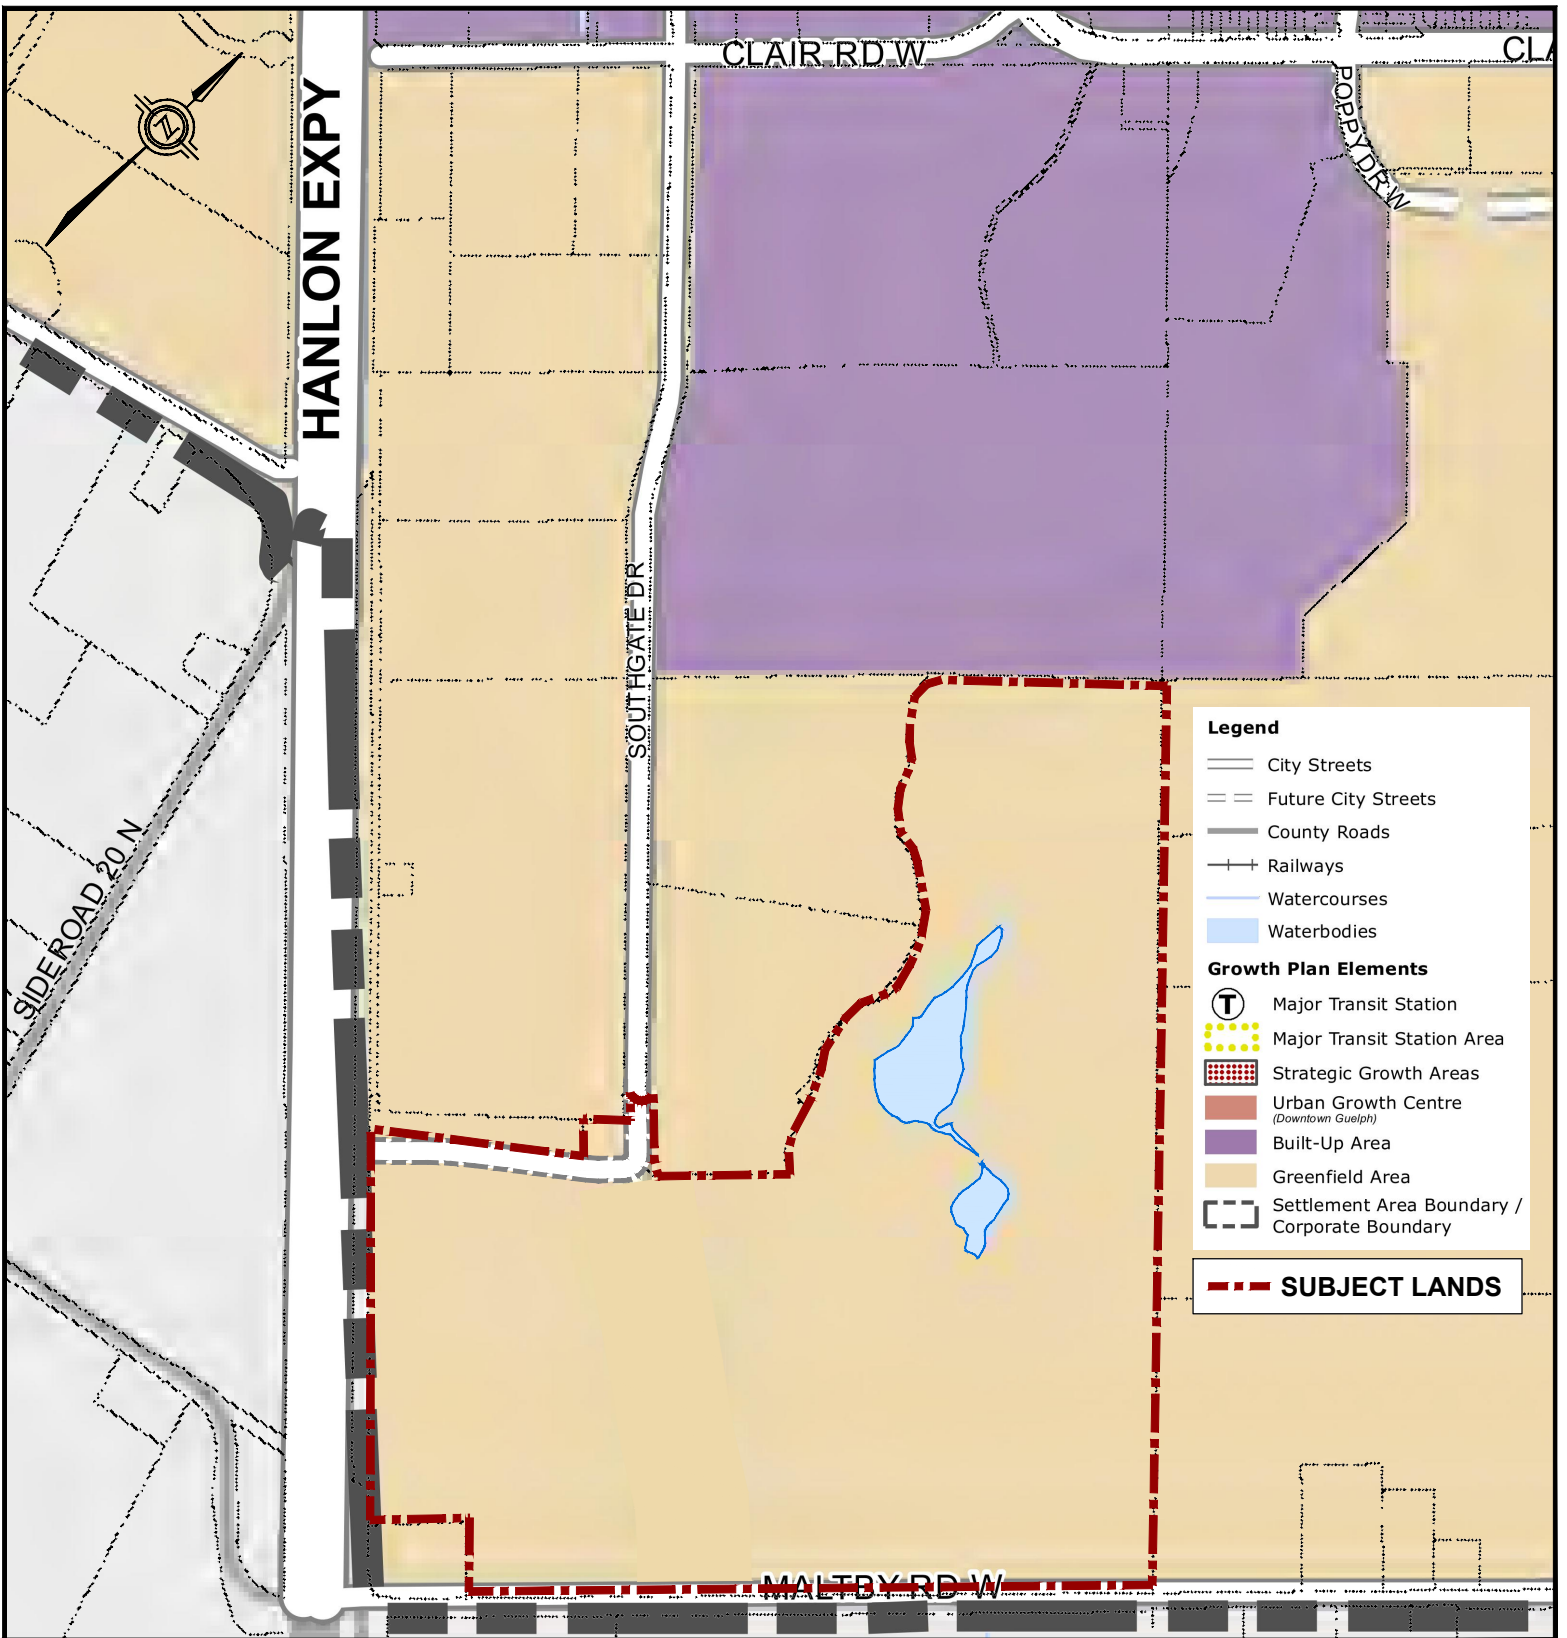 CLAIR RD W
CLA
HANLON EXPY
POPPY DR W
Z
SOUTHGATE DR
SIDEROAD 20 N
MALTBY RD W
Legend
City Streets
Future City Streets
County Roads
Railways
Watercourses
Waterbodies
Growth Plan Elements
T Major Transit Station
Major Transit Station Area
Strategic Growth Areas
Urban Growth Centre
(Downtown Guelph)
Built-Up Area
Greenfield Area
Settlement Area Boundary /
Corporate Boundary
SUBJECT LANDS